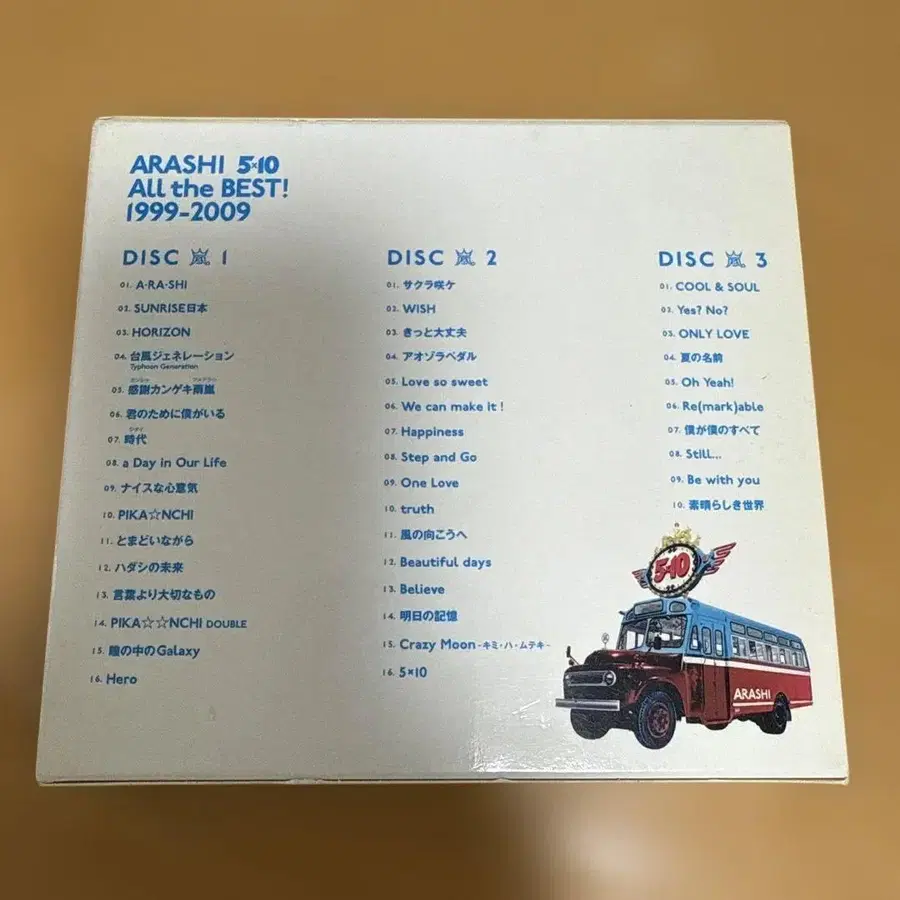 ARASHI 5×10
All the BEST!
1999-2009
DISC 嵐 1
01. A・RA・SHI
02. SUNRISE日本
03. HORIZON
04. 台風ジェネレーション
Typhoon Generation
05. 感謝カンゲキ雨嵐
06. 君のために僕がいる
ジダイ
07. 時代
08. a Day in Our Life
09. ナイスな心意気
10. PIKA☆NCHI
11. とまどいながら
12. ハダシの未来
13. 言葉より大切なもの
14. PIKA☆☆NCHI DOUBLE
15. 瞳の中のGalaxy
16. Hero
DISC 嵐 2
01. サクラ咲ケ
02. WISH
03. きっと大丈夫
04. アオゾラペダル
05. Love so sweet
06. We can make it!
07. Happiness
08. Step and Go
09. One Love
10. truth
11. 風の向こうへ
12. Beautiful days
13. Believe
14. 明日の記憶
15. Crazy Moon -キミ・ハ・ムテキ-
16. 5×10
DISC 嵐 3
01. COOL & SOUL
02. Yes? No?
03. ONLY LOVE
04. 夏の名前
05. Oh Yeah!
06. Re(mark)able
07. 僕が僕のすべて
08. Still...
09. Be with you
10. 素晴らしき世界
5×10
ARASHI